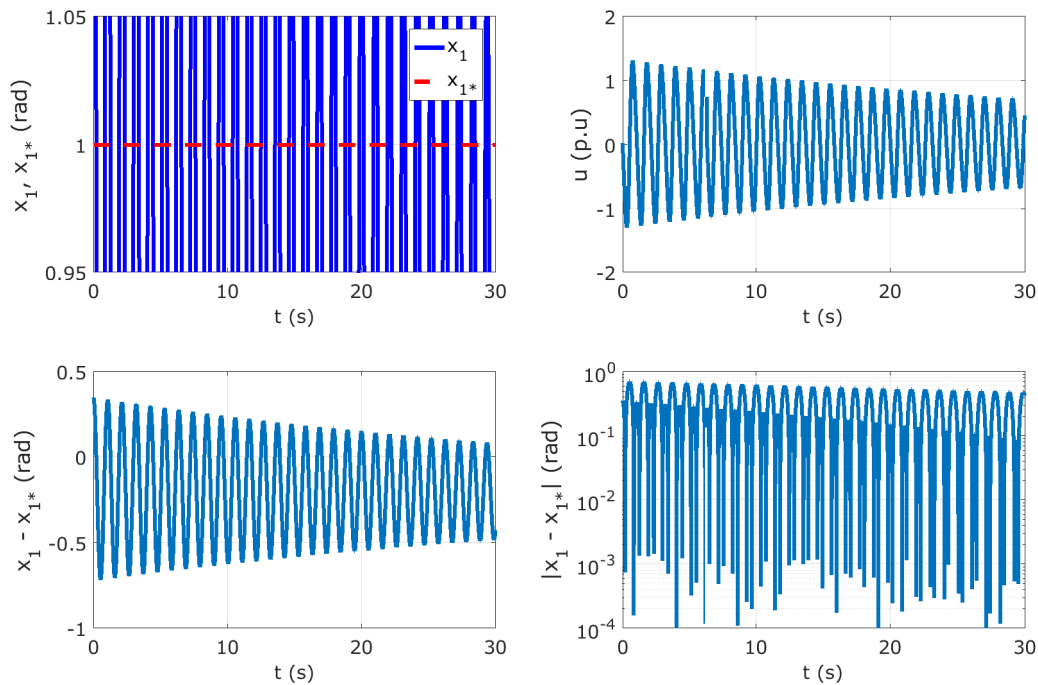 1.05
1
0.95
x1, x1* (rad)
x1
x1*
0 10 20 30
t (s)
2
1
0
-1
-2
u (p.u)
0 10 20 30
t (s)
0.5
0
-0.5
-1
x1 - x1* (rad)
0 10 20 30
t (s)
10^0
10^-1
10^-2
10^-3
10^-4
|x1 - x1*| (rad)
0 10 20 30
t (s)